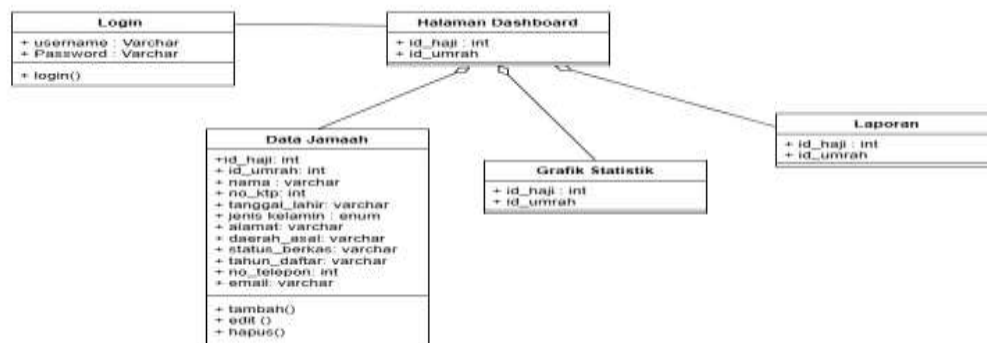 Login
+ username : Varchar
+ Password : Varchar
+ login()
Halaman Dashboard
+ id_haji : int
+ id_umrah
Data Jamaah
+id_haji: int
+ id_umrah: int
+ nama : varchar
+ no_ktp: int
+ tanggal_lahir: varchar
+ jenis kelamin : enum
+ alamat: varchar
+ daerah_asal: varchar
+ status_berkas: varchar
+ tahun_daftar: varchar
+ no_telepon: int
+ email: varchar
+ tambah()
+ edit ()
+ hapus()
Grafik Statistik
+ id_haji : int
+ id_umrah
Laporan
+ id_haji : int
+ id_umrah